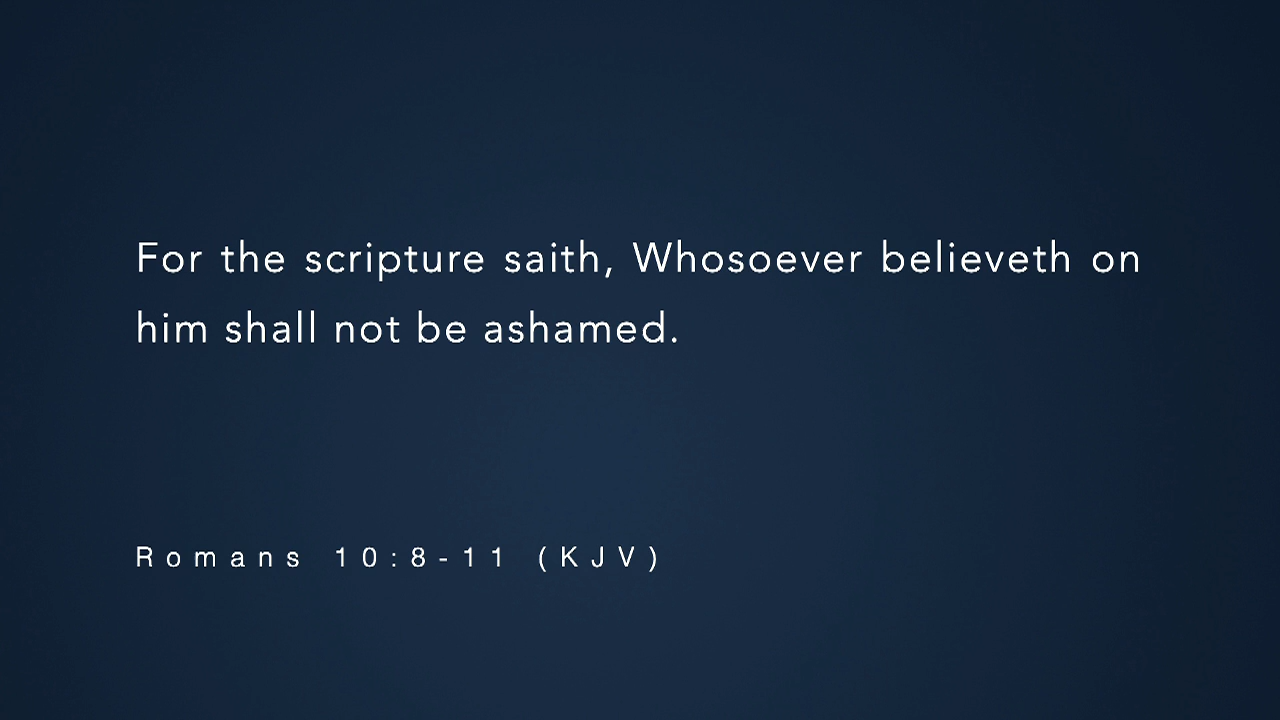 For the scripture saith, Whosoever believeth on
him shall not be ashamed.
Romans 10:8-11 (KJV)